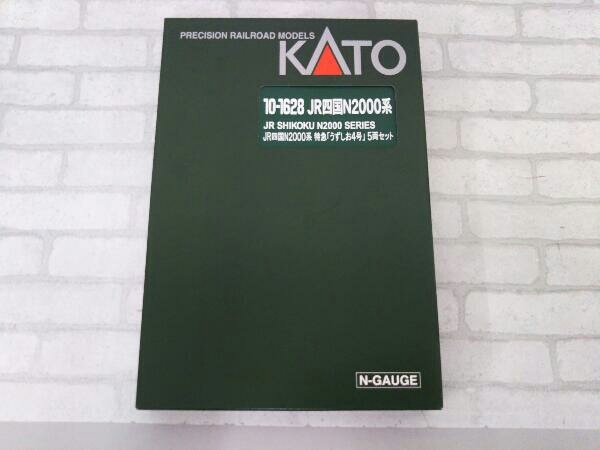 PRECISION RAILROAD MODELS
KATO
10-1628 JR四国N2000系
JR SHIKOKU N2000 SERIES
JR四国N2000系 特急「うずしお4号」 5両セット
N-GAUGE